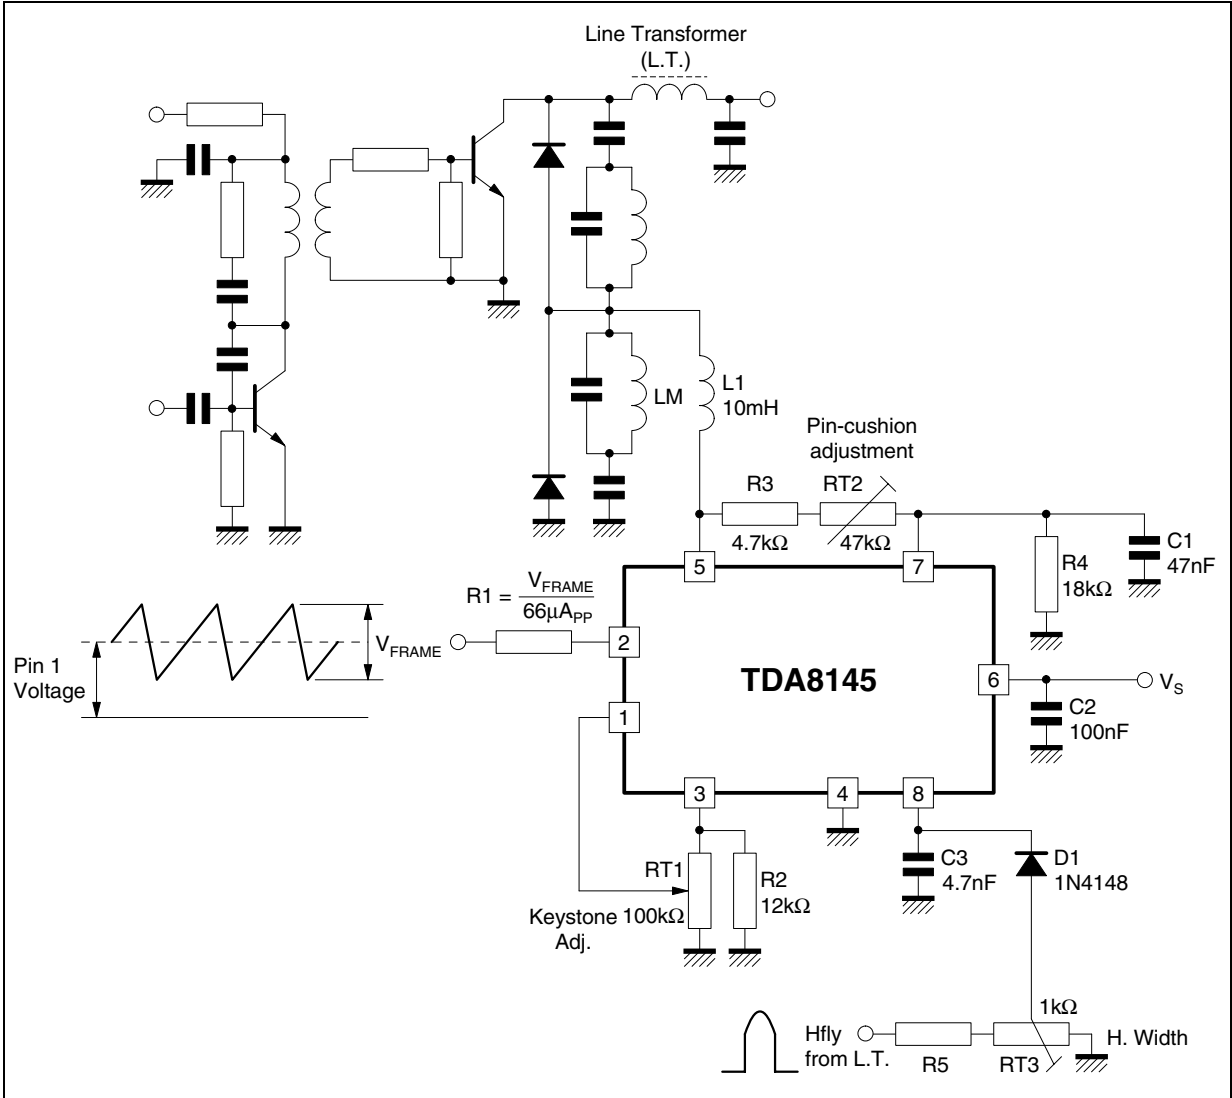 Line Transformer
(L.T.)
LM
L1
10mH
Pin-cushion
adjustment
R3
RT2
4.7kΩ
47kΩ
C1
47nF
R4
18kΩ
5
7
R1 = V_FRAME / 66μA_PP
V_FRAME
2
Pin 1
Voltage
TDA8145
6
V_S
1
C2
100nF
3
4
8
RT1
R2
12kΩ
C3
4.7nF
D1
1N4148
Keystone
Adj.
100kΩ
1kΩ
Hfly
from L.T.
H. Width
R5
RT3